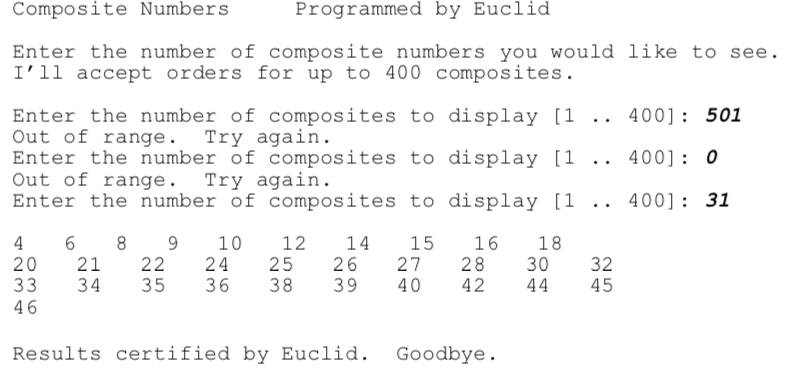 Composite Numbers     Programmed by Euclid
Enter the number of composite numbers you would like to see.
I'll accept orders for up to 400 composites.
Enter the number of composites to display [1 .. 400]: 501
Out of range.  Try again.
Enter the number of composites to display [1 .. 400]: 0
Out of range.  Try again.
Enter the number of composites to display [1 .. 400]: 31
4   6   8   9   10   12   14   15   16   18
20   21   22   24   25   26   27   28   30   32
33   34   35   36   38   39   40   42   44   45
46
Results certified by Euclid.  Goodbye.